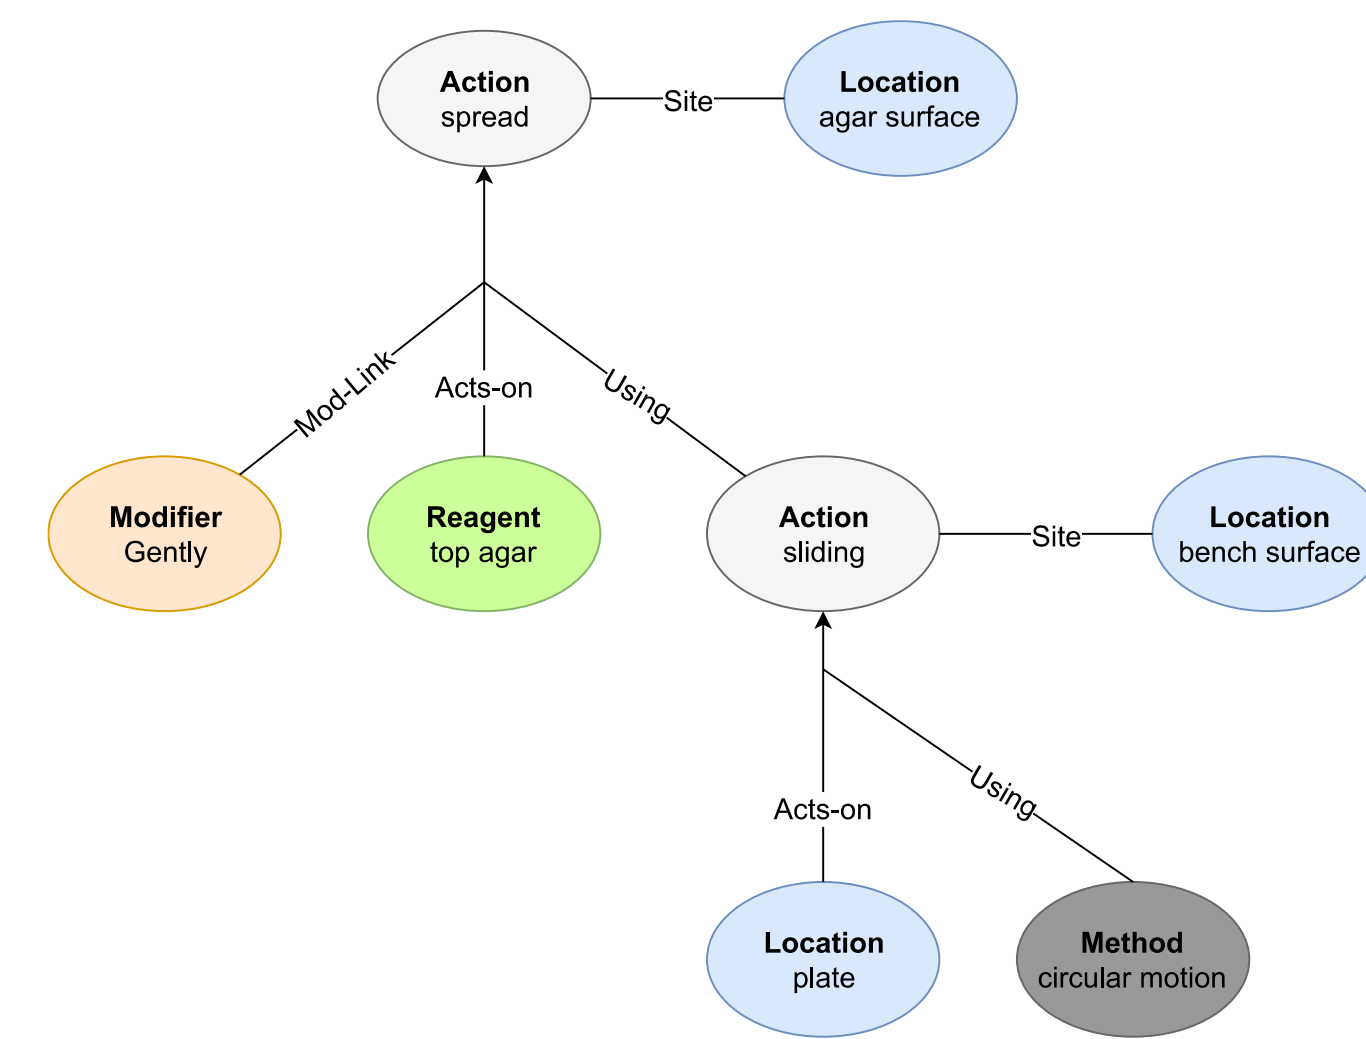 Action
spread
Site
Location
agar surface
Mod-Link
Acts-on
Using
Modifier
Gently
Reagent
top agar
Action
sliding
Site
Location
bench surface
Acts-on
Using
Location
plate
Method
circular motion